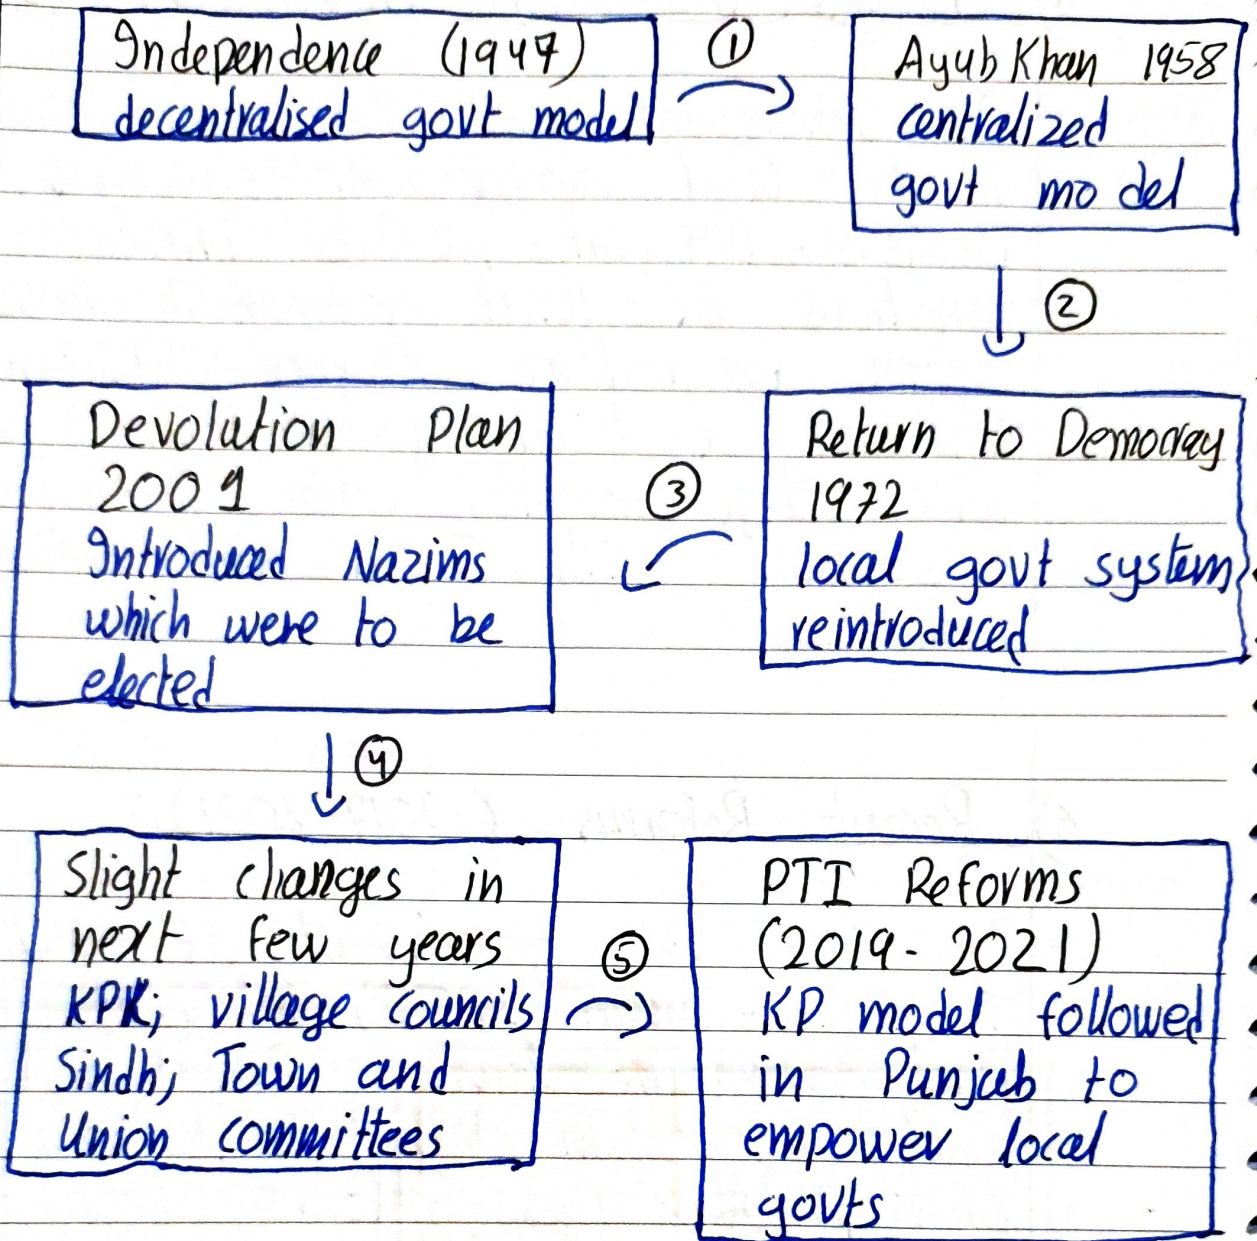 Independence (1947)
decentralised govt model
1
Ayub Khan 1958
centralized
govt model
2
Return to Democray
1972
local govt system
reintroduced
3
Devolution Plan
2001
Introduced Nazims
which were to be
elected
4
Slight changes in
next few years
KPK; village councils
Sindh; Town and
Union committees
5
PTI Reforms
(2019-2021)
KP model followed
in Punjab to
empower local
govts